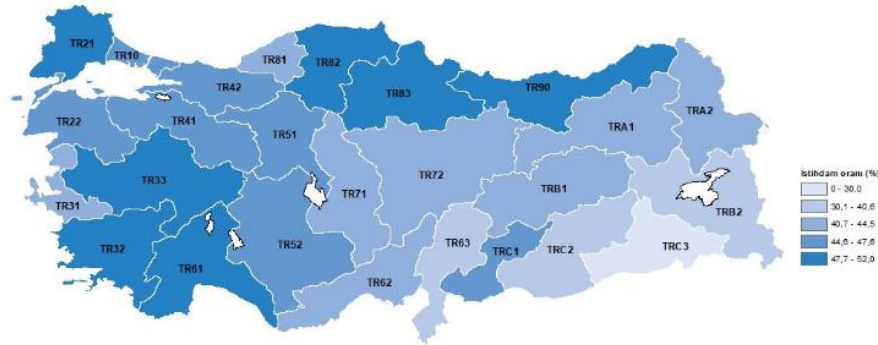 TR21
TR10
TR81
TR82
TR42
TR83
TR90
TRA2
TR22
TR41
TRA1
TR51
TR33
TR72
TR71
TRB1
TR31
TRB2
TR32
TR52
TR63
TRC1
TRC2
TRC3
TR61
TR62
İstihdam oranı (%)
0 - 30,0
30,1 - 40,6
40,7 - 44,5
44,6 - 47,6
47,7 - 52,0